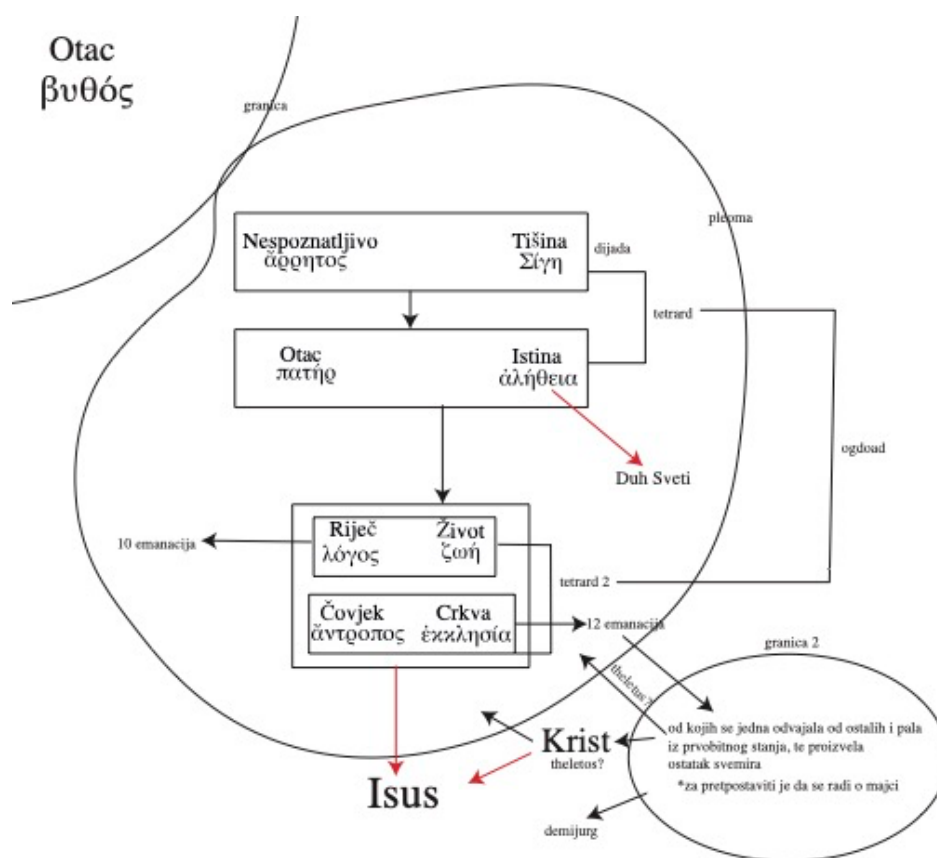 Otac
βυθός
granica
pleoma
Nespoznatljivo
ἄρρητος
Tišina
Σίγη
dijada
tetrard
Otac
πατήρ
Istina
ἀλήθεια
ogdoad
Duh Sveti
10 emanacija
Riječ
λόγος
Život
ζωή
tetrard 2
Čovjek
ἄντροπος
Crkva
ἐκκλησία
12 emanacija
granica 2
theletus?
od kojih se jedna odvajala od ostalih i pala
iz prvobitnog stanja, te proizvela
ostatak svemira
*za pretpostaviti je da se radi o majci
Krist
theletos?
Isus
demijurg